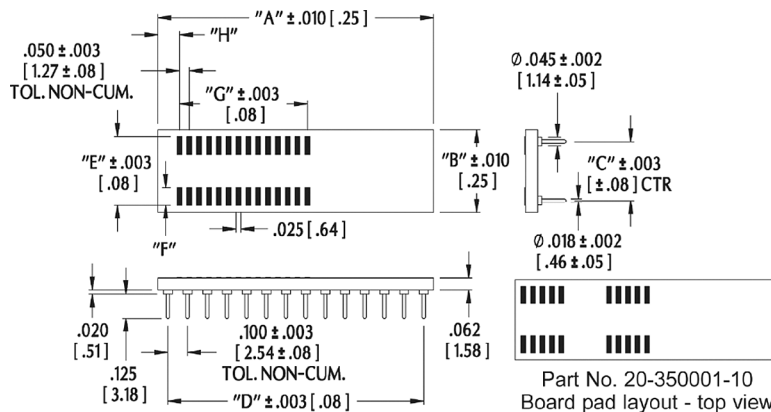 "A" ±.010 [ .25 ]
"H"
.050 ±.003
[ 1.27 ±.08 ]
TOL. NON-CUM.
"G" ±.003
[ .08 ]
Ø .045 ±.002
[ 1.14 ±.05 ]
"E" ±.003
[ .08 ]
"B" ±.010
[ .25 ]
"C" ±.003
[ ±.08 ] CTR
"F"
.025 [ .64 ]
Ø .018 ±.002
[ .46 ±.05 ]
.020
[ .51 ]
.100 ±.003
[ 2.54 ±.08 ]
TOL. NON-CUM.
.062
[ 1.58 ]
.125
[ 3.18 ]
"D" ±.003 [ .08 ]
Part No. 20-350001-10
Board pad layout - top view